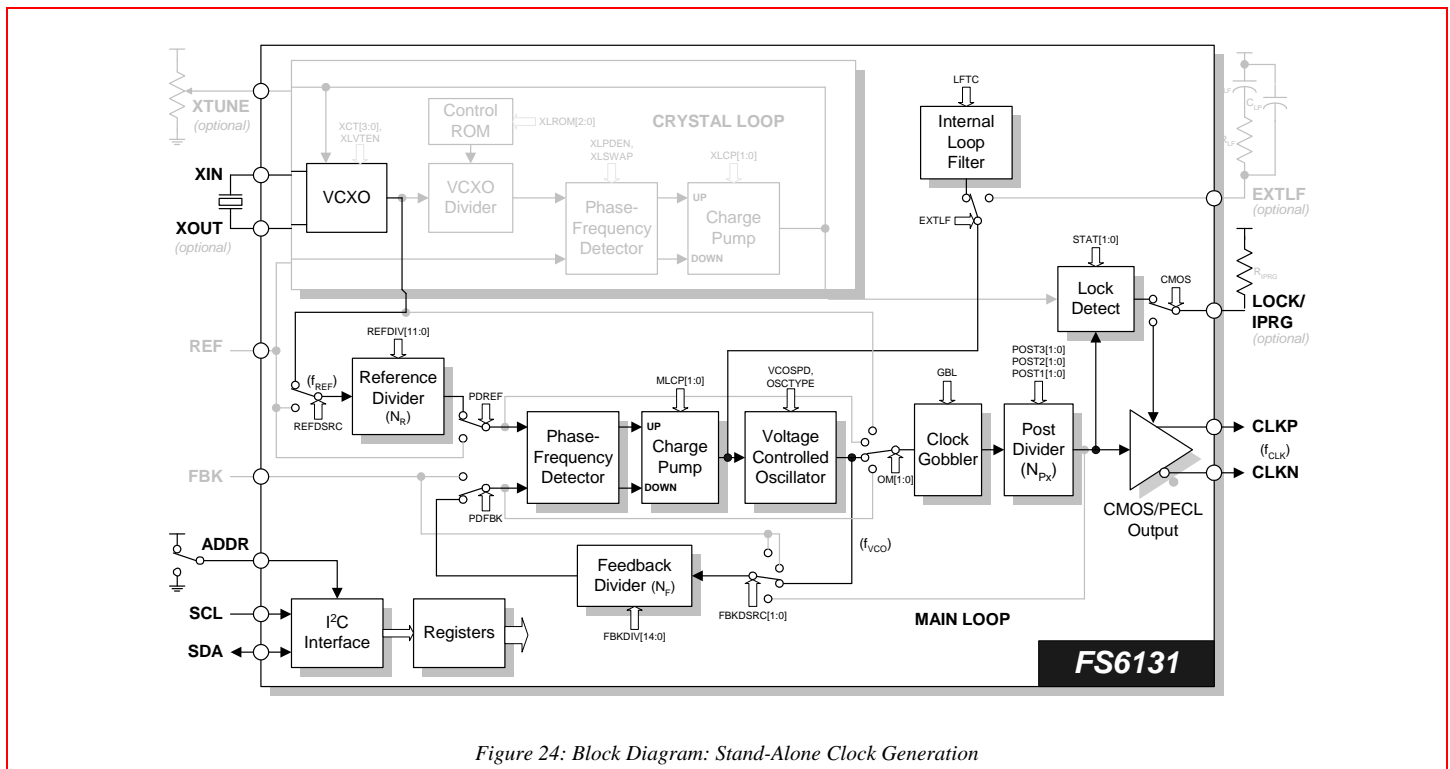 XTUNE
(optional)
XIN
XOUT
(optional)
REF
FBK
ADDR
SCL
SDA
XCT[3:0],
XLVTEN
VCXO
Control
ROM
XLROM[2:0]
CRYSTAL LOOP
VCXO
Divider
XLPDEN,
XLSWAP
Phase-
Frequency
Detector
XLCP[1:0]
UP
Charge
Pump
DOWN
LFTC
Internal
Loop
Filter
EXTLF
LF
CLP
LF
EXTLF
(optional)
STAT[1:0]
Lock
Detect
CMOS
RIPRG
LOCK/
IPRG
(optional)
REFDIV[11:0]
(fREF)
Reference
Divider
(NR)
REFDSRC
PDREF
PDFBK
Phase-
Frequency
Detector
MLCP[1:0]
UP
Charge
Pump
DOWN
VCOSPD,
OSCTYPE
Voltage
Controlled
Oscillator
OM[1:0]
GBL
Clock
Gobbler
POST3[1:0]
POST2[1:0]
POST1[1:0]
Post
Divider
(NPx)
CLKP
(fCLK)
CLKN
CMOS/PECL
Output
(fVCO)
Feedback
Divider (NF)
FBKDIV[14:0]
FBKDSRC[1:0]
MAIN LOOP
I2C
Interface
Registers
FS6131
Figure 24: Block Diagram: Stand-Alone Clock Generation